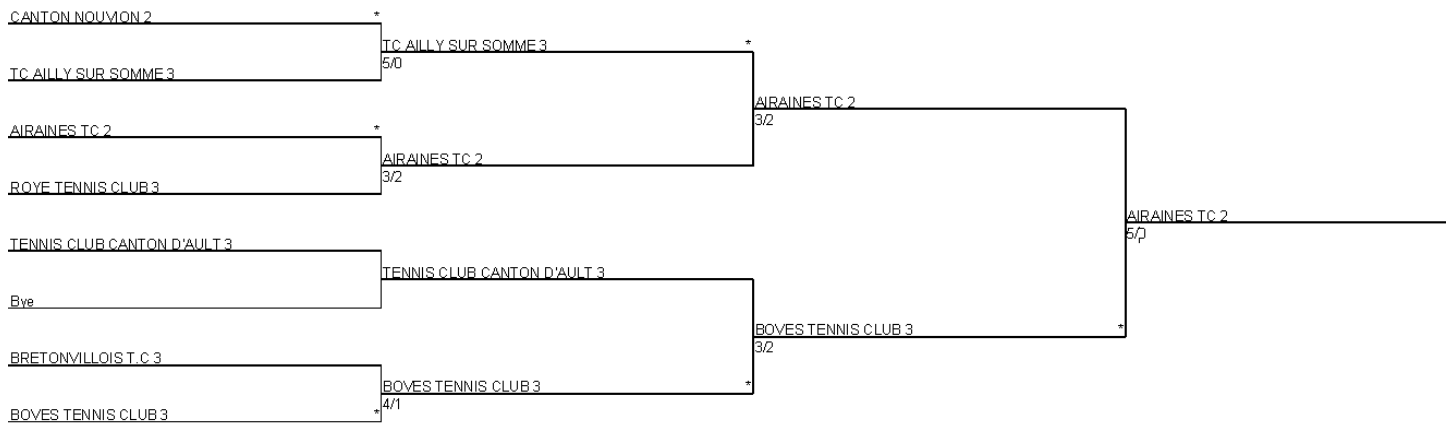 CANTON NOUVION 2 *
TC AILLY SUR SOMME 3 *
5/0
TC AILLY SUR SOMME 3
AIRAINES TC 2
3/2
AIRAINES TC 2 *
AIRAINES TC 2
3/2
ROYE TENNIS CLUB 3
AIRAINES TC 2
5/0
TENNIS CLUB CANTON D'AULT 3
TENNIS CLUB CANTON D'AULT 3
Bye
BOVES TENNIS CLUB 3 *
3/2
BRETONVILLOIS T.C 3
BOVES TENNIS CLUB 3 *
4/1
BOVES TENNIS CLUB 3 *